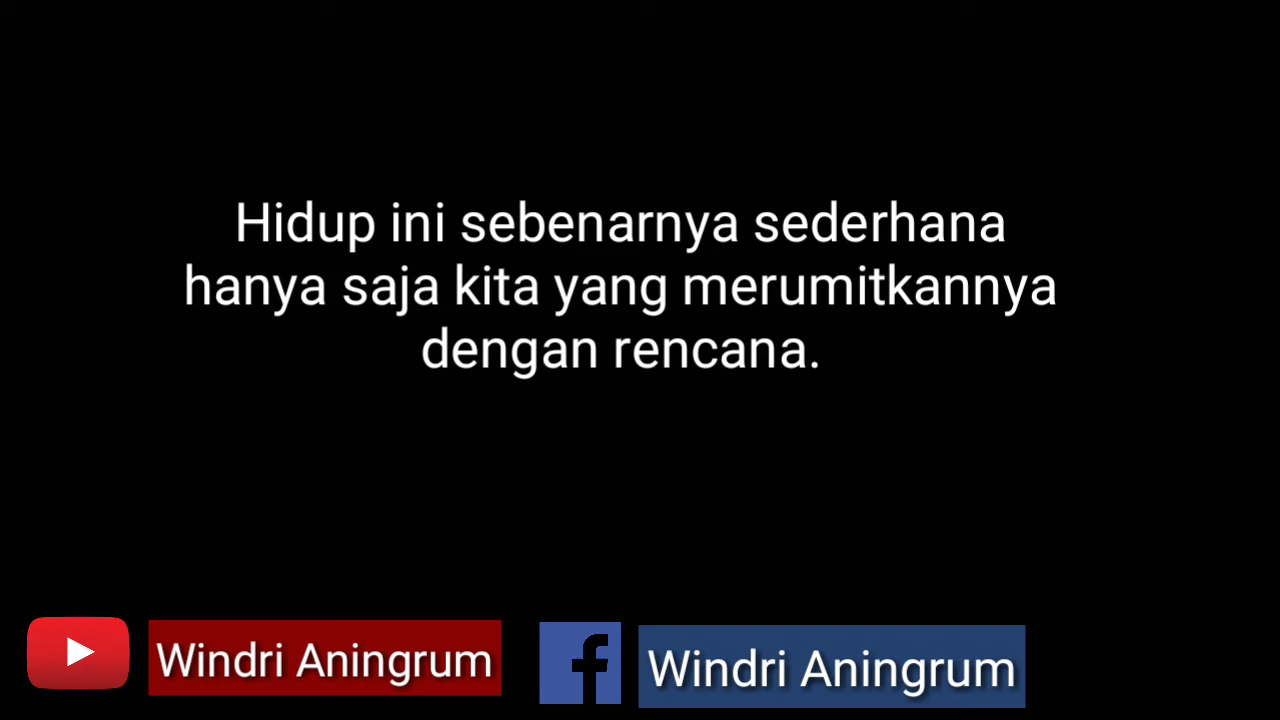 Hidup ini sebenarnya sederhana
hanya saja kita yang merumitkannya
dengan rencana.
Windri Aningrum
Windri Aningrum